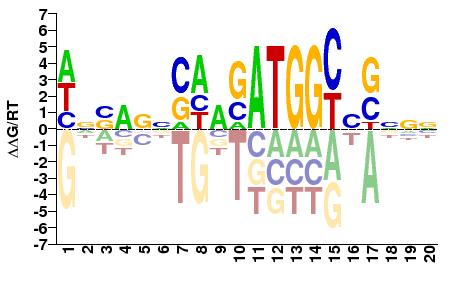 7
6
5
4
3
2
1
0
-1
-2
-3
-4
-5
-6
-7
ΔΔG/RT
A T C G
G
C G A T
A C T
G C
C
C G A T
A C T G
A C T
G C A T
A C G T
T A C G
G A C T
G A C T
C T A G
C T
G C T A
C
G
G
1 2 3 4 5 6 7 8 9 10 11 12 13 14 15 16 17 18 19 20